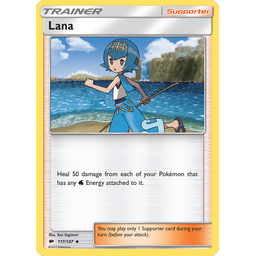 TRAINER Supporter
Lana
Illus. Ken Sugimori
Heal 50 damage from each of your Pokémon that
has any Energy attached to it.
You may play only 1 Supporter card during your
turn (before your attack).
117/147